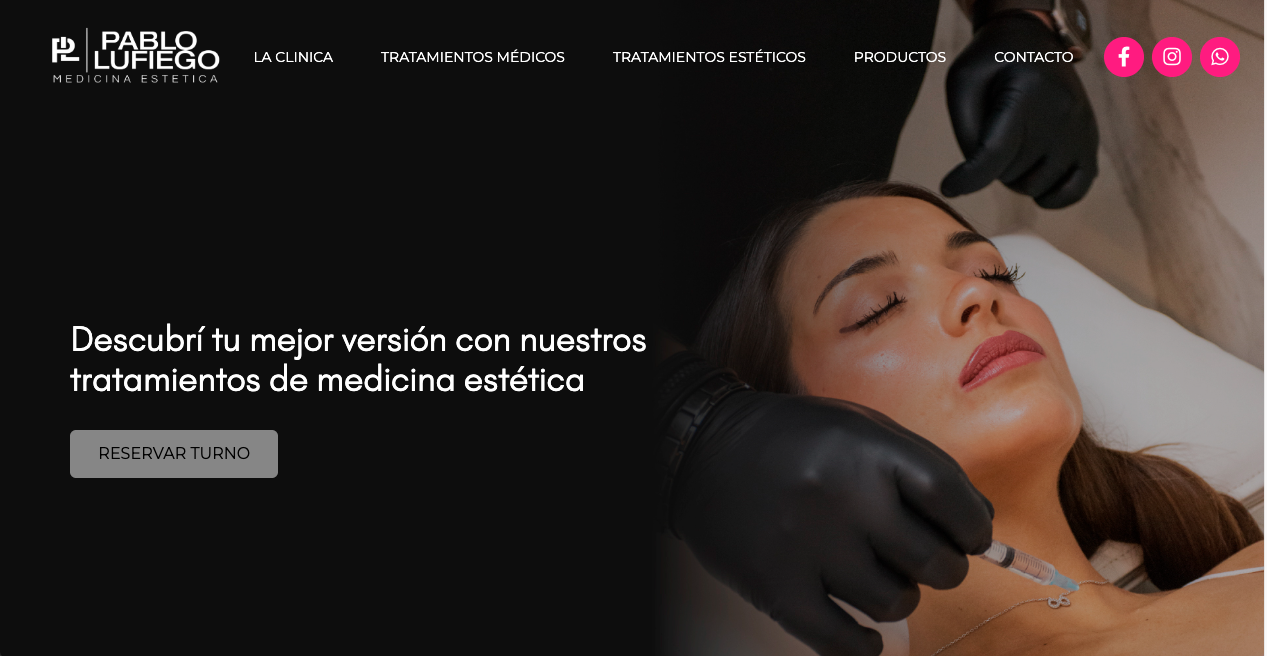 PL
PABLO
LUFIEGO
MEDICINA ESTETICA
LA CLINICA
TRATAMIENTOS MÉDICOS
TRATAMIENTOS ESTÉTICOS
PRODUCTOS
CONTACTO
Descubrí tu mejor versión con nuestros
tratamientos de medicina estética
RESERVAR TURNO